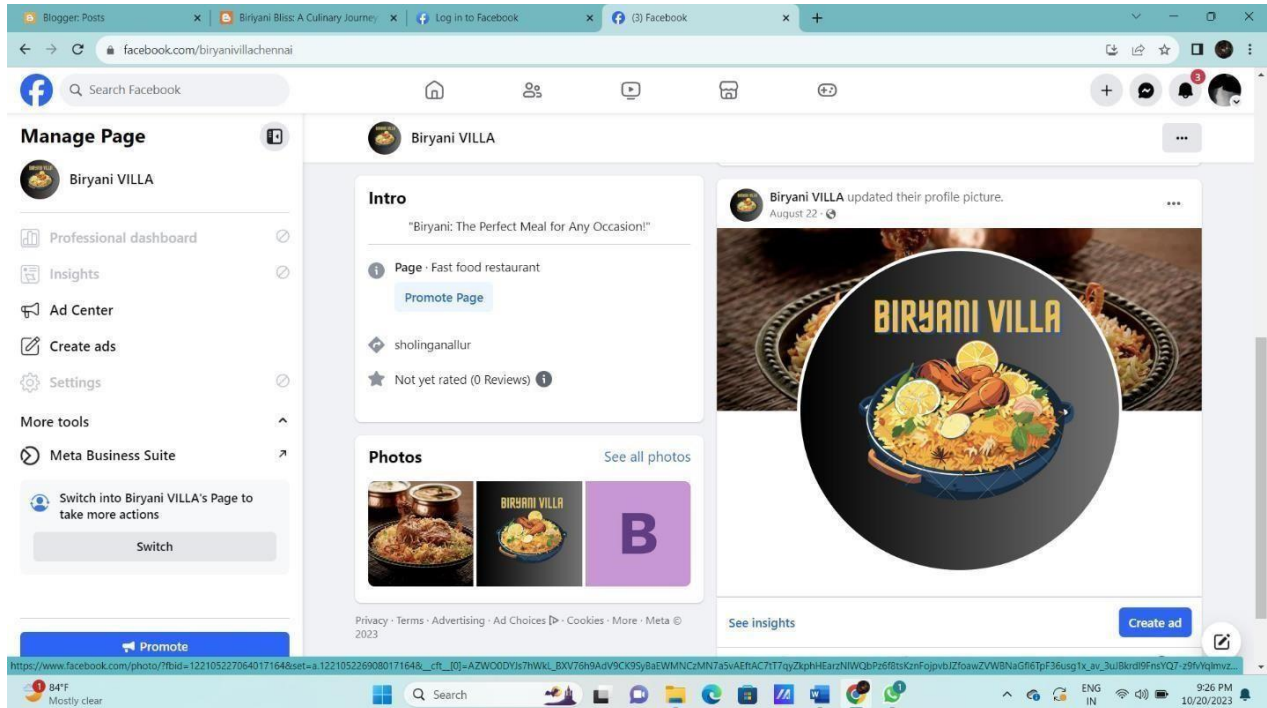 Blogger: Posts
Biriyani Bliss: A Culinary Journey
Log in to Facebook
(3) Facebook
facebook.com/biryanivillachennai
Search Facebook
3
Manage Page
Biryani VILLA
Professional dashboard
Insights
Ad Center
Create ads
Settings
More tools
Meta Business Suite
Switch into Biryani VILLA's Page to
take more actions
Switch
Promote
Biryani VILLA
Intro
"Biryani: The Perfect Meal for Any Occasion!"
Page · Fast food restaurant
Promote Page
sholinganallur
Not yet rated (0 Reviews)
Photos
See all photos
BIRYANI VILLA
B
Privacy · Terms · Advertising · Ad Choices · Cookies · More · Meta ©
2023
Biryani VILLA updated their profile picture.
August 22
BIRYANI VILLA
See insights
Create ad
1
84°F
Mostly clear
Search
ENG
IN
9:26 PM
10/20/2023